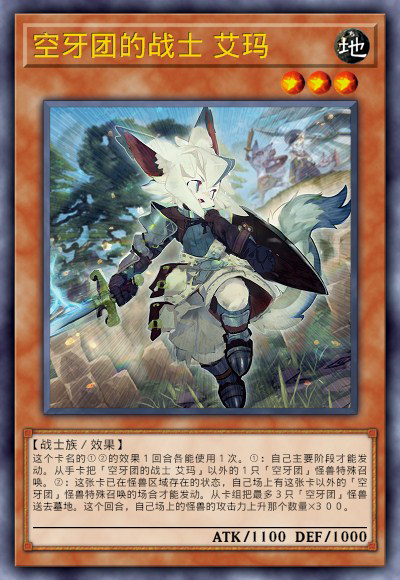 空牙团的战士 艾玛
地
【战士族／效果】
这个卡名的①②的效果１回合各能使用１次。①：自己主要阶段才能发
动。从手卡把「空牙团的战士 艾玛」以外的１只「空牙团」怪兽特殊召
唤。②：这张卡已在怪兽区域存在的状态，自己场上有这张卡以外的「空
牙团」怪兽特殊召唤的场合才能发动。从卡组把最多３只「空牙团」怪兽
送去墓地。这个回合，自己场上的怪兽的攻击力上升那个数量×３００。
ATK/1100 DEF/1000